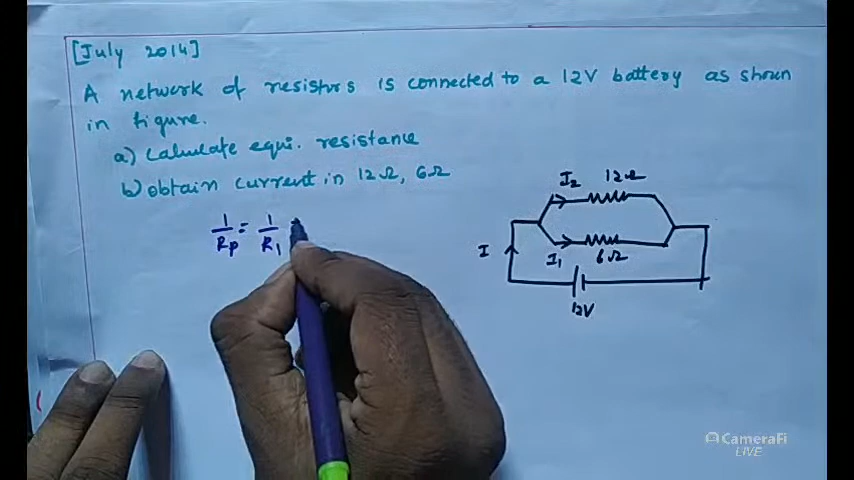 [July 2014]
A network of resistors is connected to a 12V battery as shown
in figure.
a) Calculate equi. resistance
b) obtain current in 12Ω, 6Ω
1/Rp = 1/R1
I2 12Ω
I
I1 6Ω
12V
CameraFi
LIVE